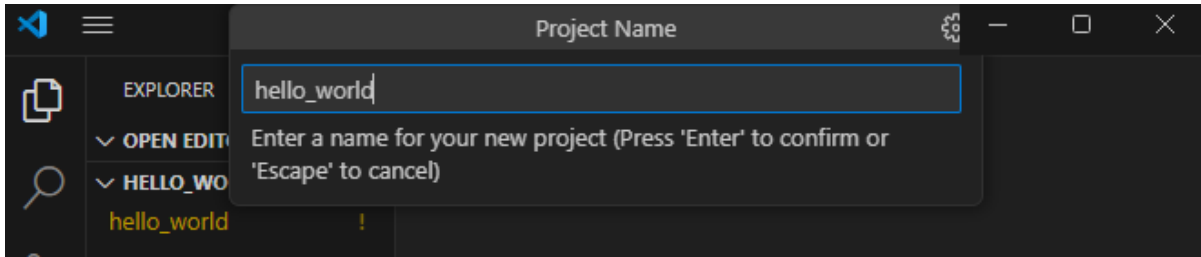 Project Name
EXPLORER
hello_world
OPEN EDIT
Enter a name for your new project (Press 'Enter' to confirm or
'Escape' to cancel)
HELLO_WO
hello_world !